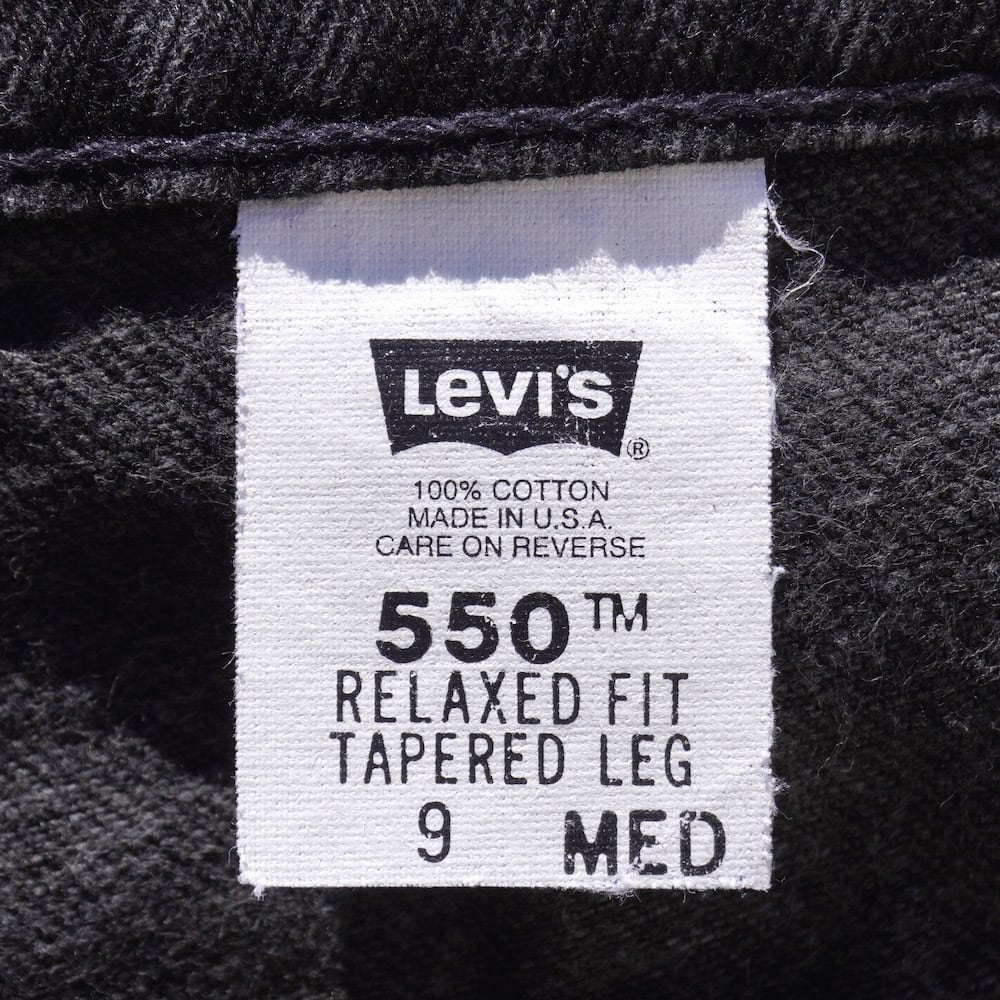 Levi's ®
100% COTTON
MADE IN U.S.A.
CARE ON REVERSE
550™
RELAXED FIT
TAPERED LEG
9 MED